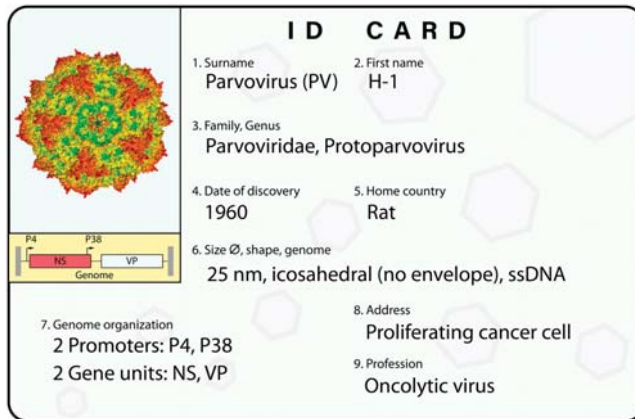 ID CARD
1. Surname
Parvovirus (PV)
2. First name
H-1
3. Family, Genus
Parvoviridae, Protoparvovirus
4. Date of discovery
1960
5. Home country
Rat
P4 P38
NS VP
Genome
6. Size Ø, shape, genome
25 nm, icosahedral (no envelope), ssDNA
7. Genome organization
2 Promoters: P4, P38
2 Gene units: NS, VP
8. Address
Proliferating cancer cell
9. Profession
Oncolytic virus